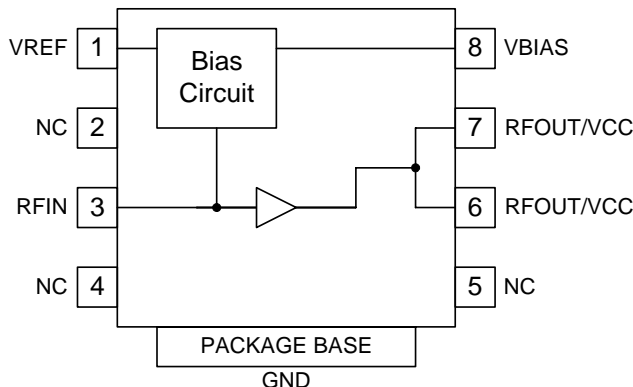 VREF 1 Bias Circuit 8 VBIAS
NC 2 7 RFOUT/VCC
RFIN 3 6 RFOUT/VCC
NC 4 5 NC
PACKAGE BASE
GND